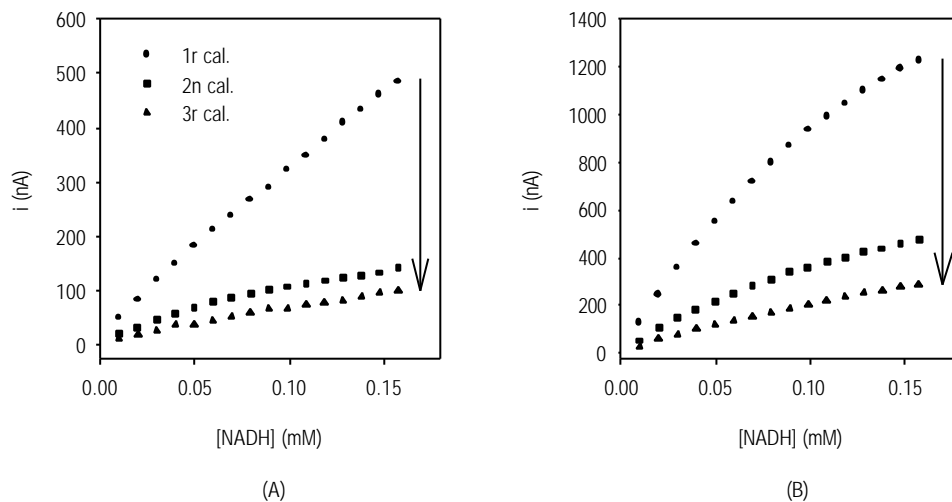 600
500
400
300
200
100
0
i (nA)
1r cal.
2n cal.
3r cal.
0.00 0.05 0.10 0.15
[NADH] (mM)
(A)
1400
1200
1000
800
600
400
200
0
i (nA)
0.00 0.05 0.10 0.15
[NADH] (mM)
(B)